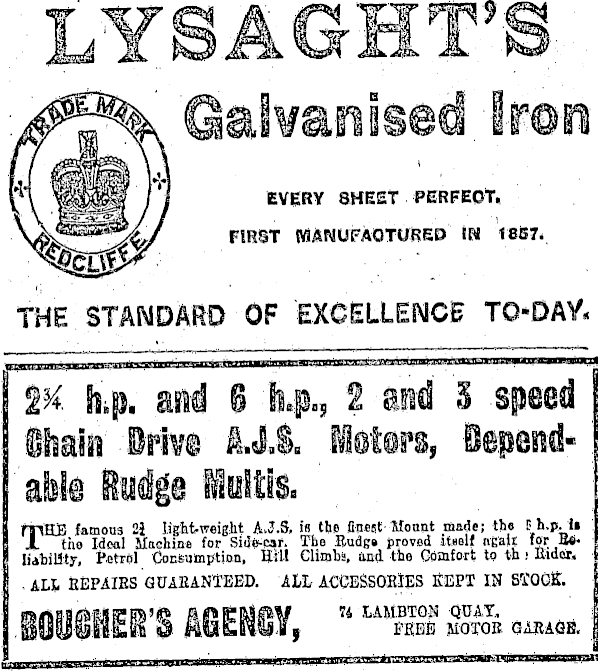 LYSAGHT'S
TRADE MARK
REDCLIFFE
Galvanised Iron
EVERY SHEET PERFECT.
FIRST MANUFACTURED IN 1857.
THE STANDARD OF EXCELLENCE TO-DAY.
2¾ h.p. and 6 h.p., 2 and 3 speed
Chain Drive A.J.S. Motors, Depend-
able Rudge Multis.
THE famous 2¾ light-weight A.J.S. is the finest Mount made; the 6 h.p. is
the Ideal Machine for Side-car. The Rudge proved itself again for Re-
liability, Petrol Consumption, Hill Climbs, and the Comfort to the Rider.
ALL REPAIRS GUARANTEED. ALL ACCESSORIES KEPT IN STOCK.
BOUCHER'S AGENCY,
74 LAMBTON QUAY.
FREE MOTOR GARAGE.